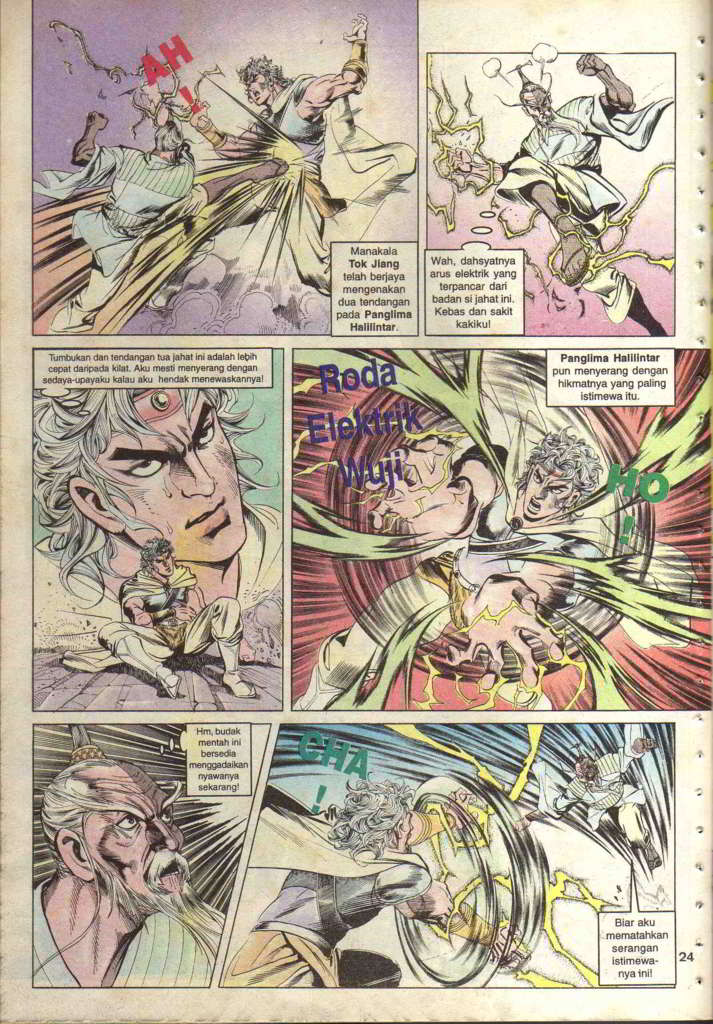 AH
!
Manakala
Tok Jiang
telah berjaya
mengenakan
dua tendangan
pada Panglima
Halilintar.
Wah, dahsyatnya
arus elektrik yang
terpancar dari
badan si jahat ini.
Kebas dan sakit
kakiku!
Tumbukan dan tendangan tua jahat ini adalah lebih
cepat daripada kilat. Aku mesti menyerang dengan
sedaya-upayaku kalau aku hendak menewaskannya!
Roda
Elektrik
Wuji
Panglima Halilintar
pun menyerang dengan
hikmatnya yang paling
istimewa itu.
HO
!
Hm, budak
mentah ini
bersedia
menggadaikan
nyawanya
sekarang!
CHA
!
Biar aku
mematahkan
serangan
istimewa-
nya ini!
24